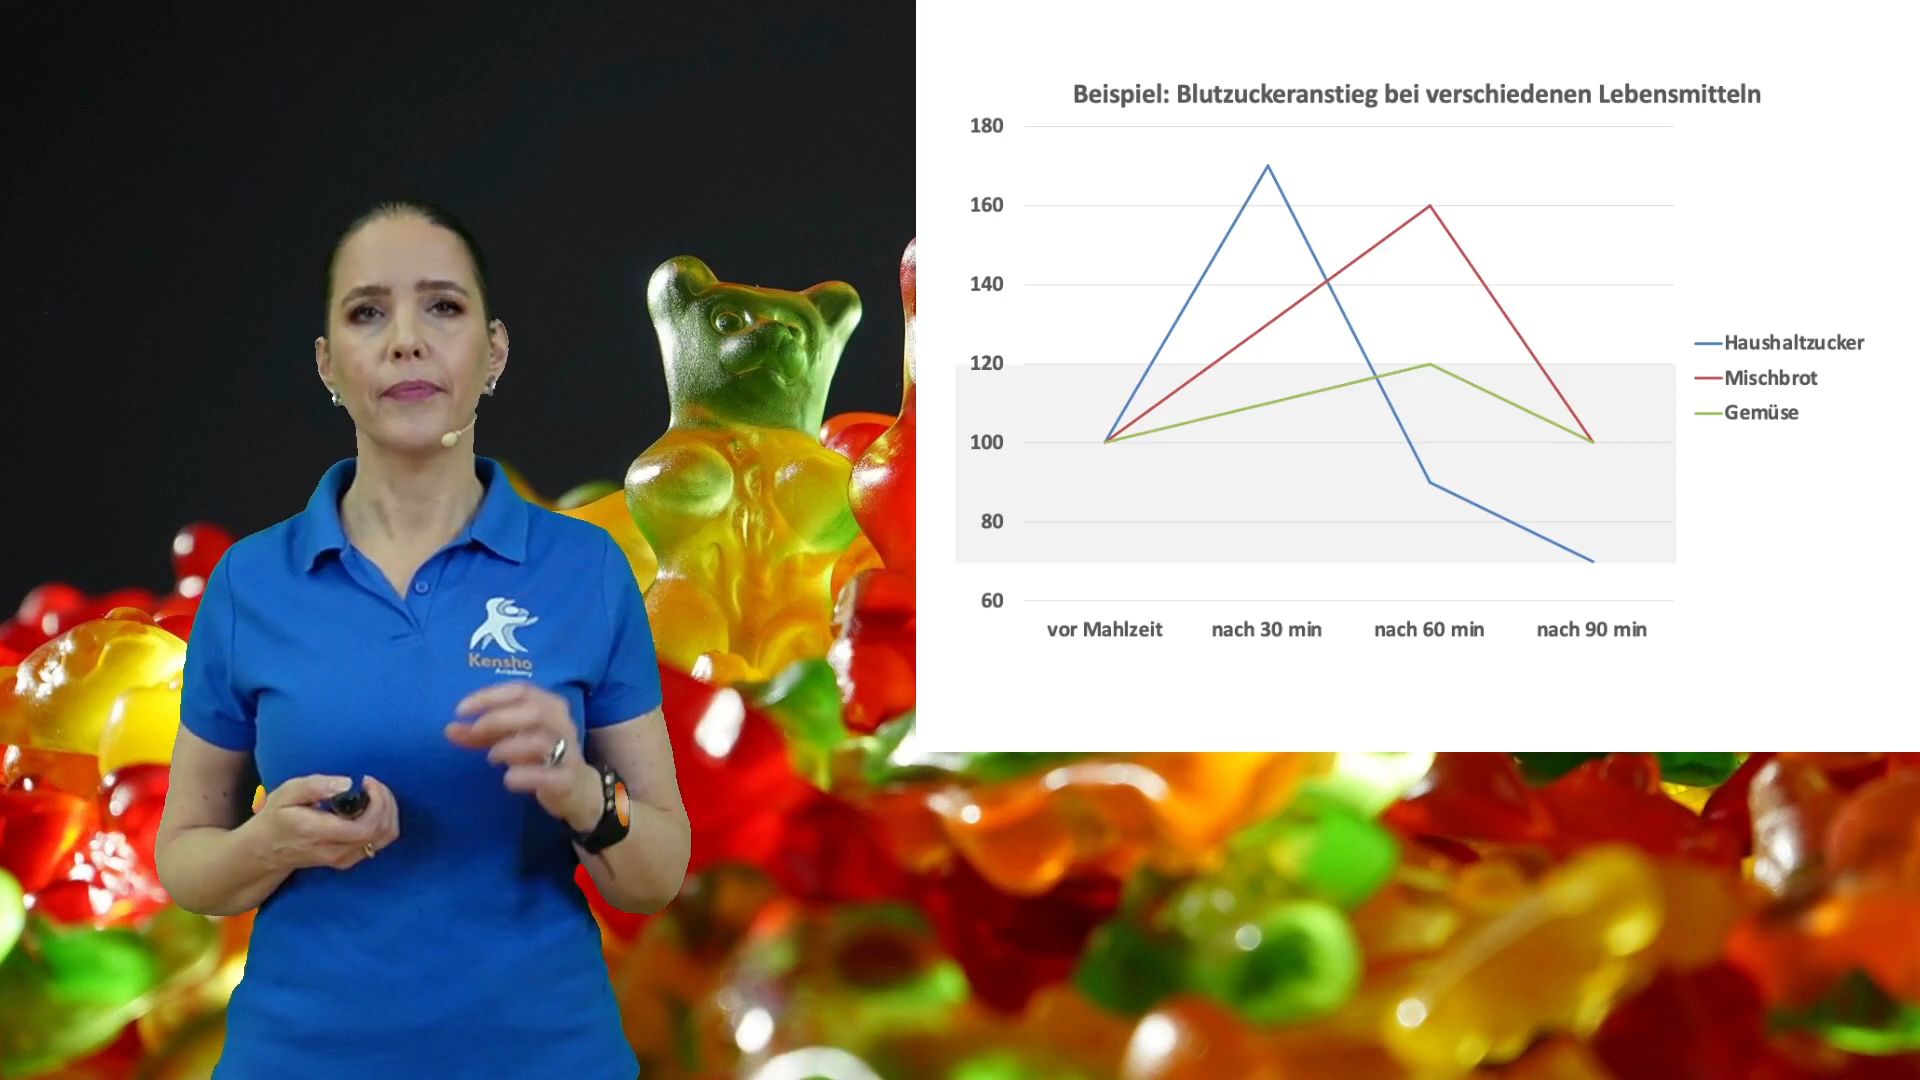 Beispiel: Blutzuckeranstieg bei verschiedenen Lebensmitteln
180
160
140
120
100
80
60
vor Mahlzeit nach 30 min nach 60 min nach 90 min
Haushaltzucker
Mischbrot
Gemüse
Kensho
Academy